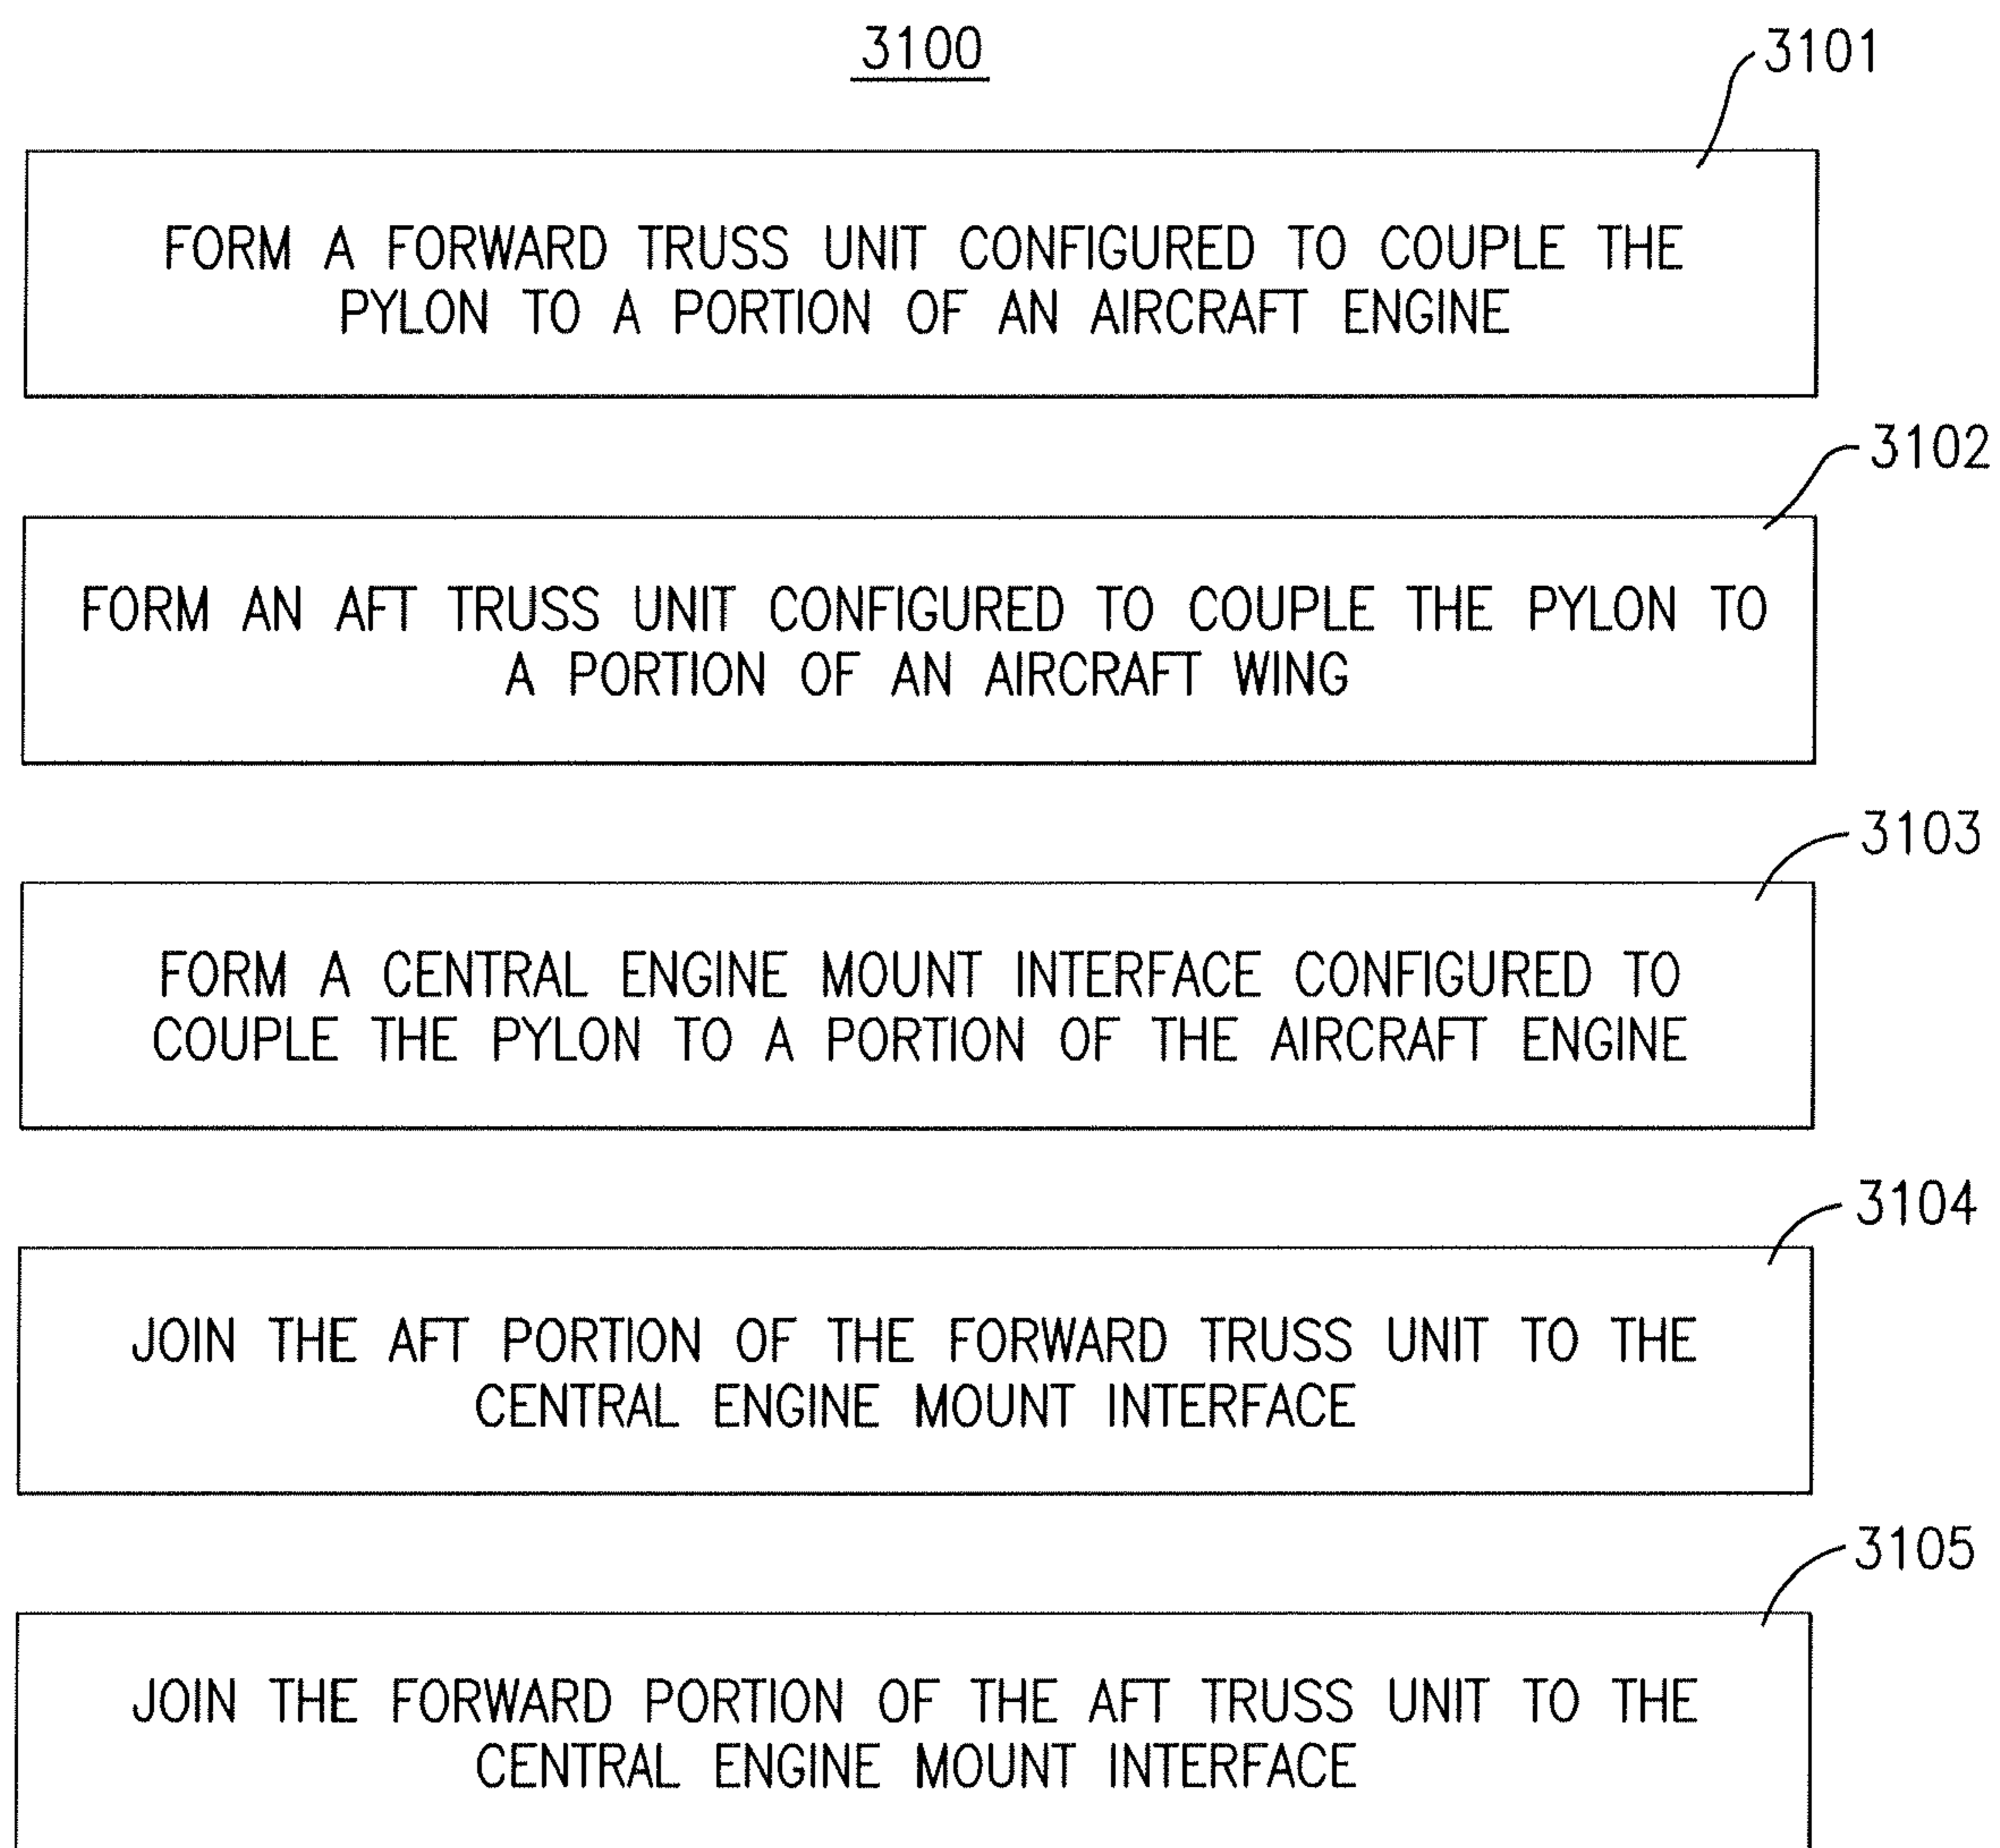 3100
3101
FORM A FORWARD TRUSS UNIT CONFIGURED TO COUPLE THE
PYLON TO A PORTION OF AN AIRCRAFT ENGINE
3102
FORM AN AFT TRUSS UNIT CONFIGURED TO COUPLE THE PYLON TO
A PORTION OF AN AIRCRAFT WING
3103
FORM A CENTRAL ENGINE MOUNT INTERFACE CONFIGURED TO
COUPLE THE PYLON TO A PORTION OF THE AIRCRAFT ENGINE
3104
JOIN THE AFT PORTION OF THE FORWARD TRUSS UNIT TO THE
CENTRAL ENGINE MOUNT INTERFACE
3105
JOIN THE FORWARD PORTION OF THE AFT TRUSS UNIT TO THE
CENTRAL ENGINE MOUNT INTERFACE